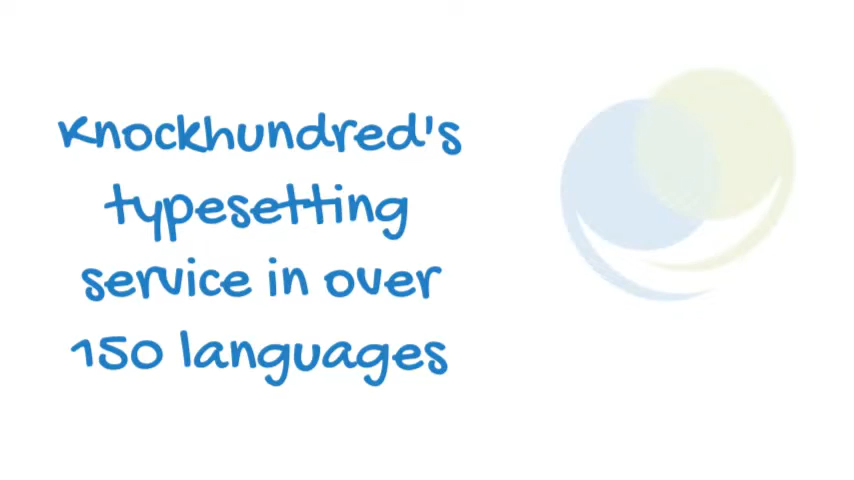 Knockhundred's
typesetting
service in over
150 languages